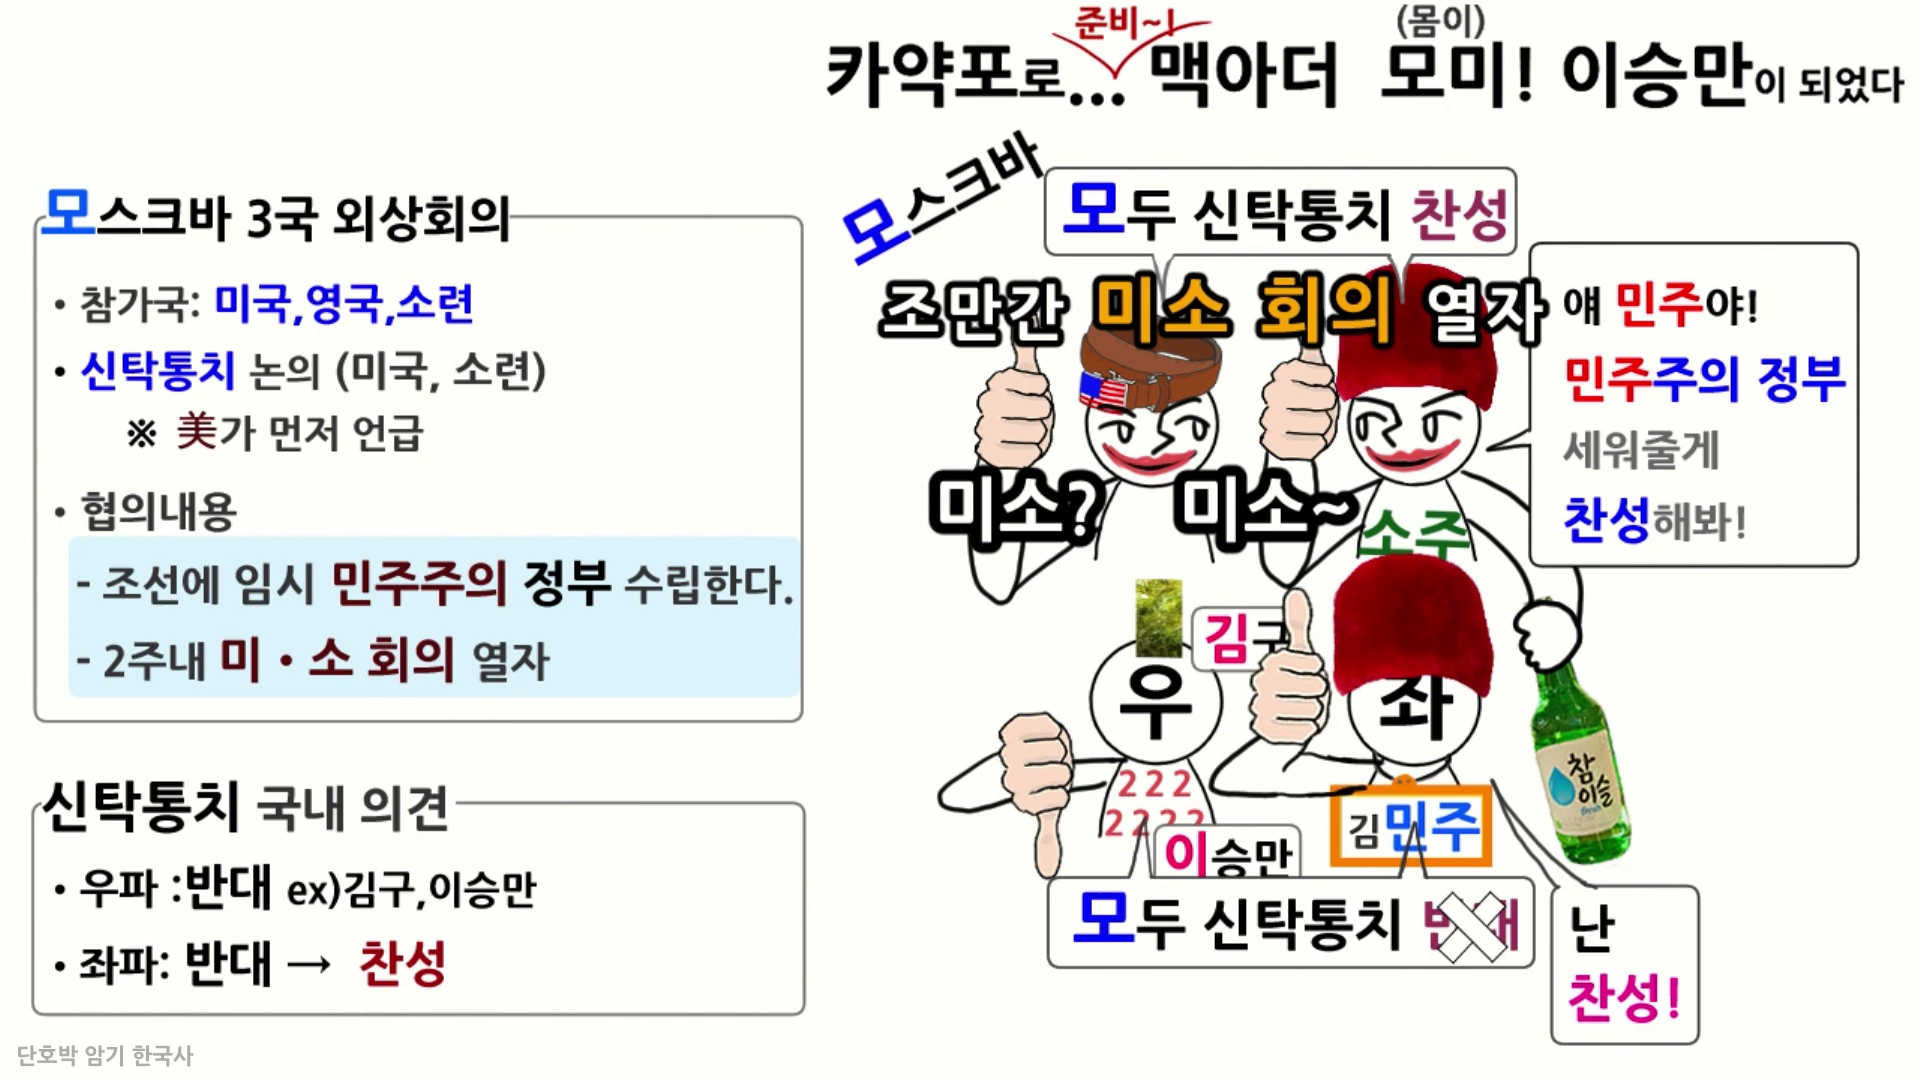 준비~!
(몸이)
카약포로... 맥아더 모미! 이승만이 되었다
모스크바 3국 외상회의
• 참가국: 미국,영국,소련
• 신탁통치 논의 (미국, 소련)
※ 美가 먼저 언급
• 협의내용
- 조선에 임시 민주주의 정부 수립한다.
- 2주내 미・소 회의 열자
신탁통치 국내 의견
• 우파 :반대 ex)김구,이승만
• 좌파: 반대 → 찬성
단호박 암기 한국사
모스크바
모두 신탁통치 찬성
조만간 미소 회의 열자
얘 민주야!
민주주의 정부
세워줄게
찬성해봐!
미소? 미소~
소주
김구
우
좌
222
2222
이승만
김민주
참
이슬
fresh
모두 신탁통치 반대
난
찬성!